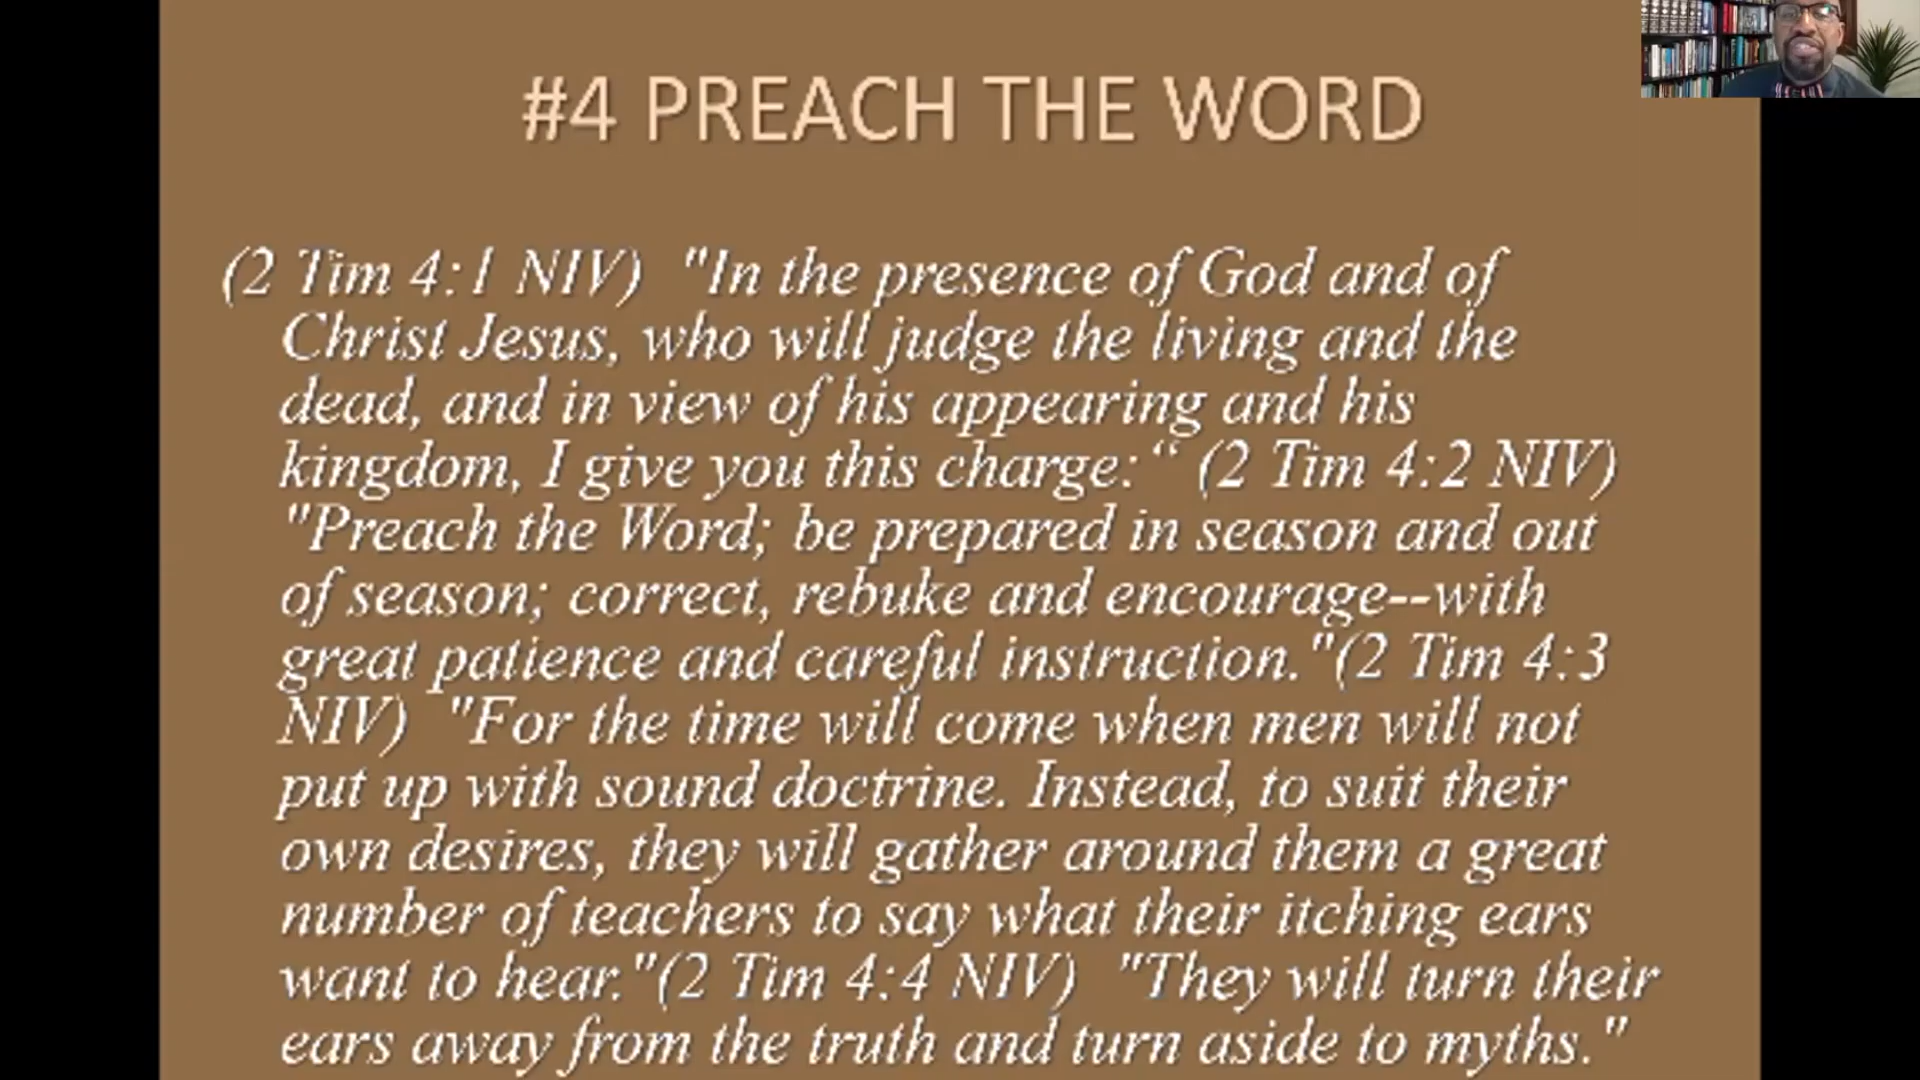 #4 PREACH THE WORD
(2 Tim 4:1 NIV)  "In the presence of God and of
Christ Jesus, who will judge the living and the
dead, and in view of his appearing and his
kingdom, I give you this charge:“ (2 Tim 4:2 NIV)
"Preach the Word; be prepared in season and out
of season; correct, rebuke and encourage--with
great patience and careful instruction."(2 Tim 4:3
NIV)  "For the time will come when men will not
put up with sound doctrine. Instead, to suit their
own desires, they will gather around them a great
number of teachers to say what their itching ears
want to hear."(2 Tim 4:4 NIV)  "They will turn their
ears away from the truth and turn aside to myths."